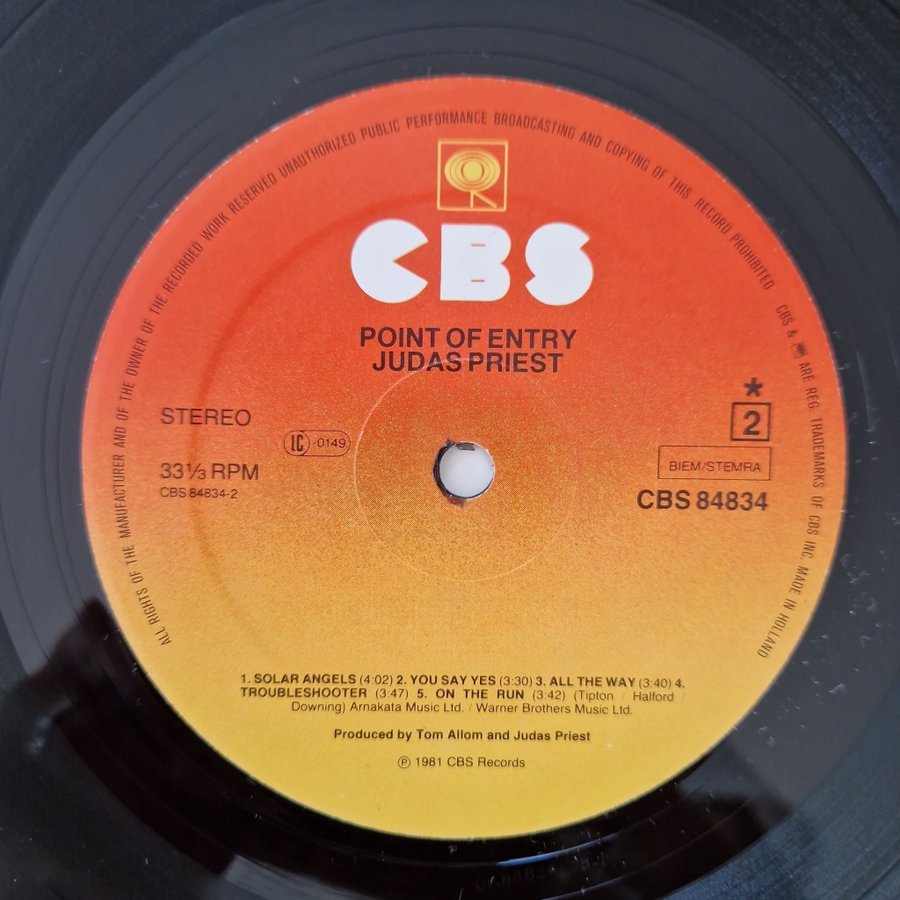 ALL RIGHTS OF THE MANUFACTURER AND OF THE OWNER OF THE RECORDED WORK RESERVED UNAUTHORIZED PUBLIC PERFORMANCE BROADCASTING AND COPYING OF THIS RECORD PROHIBITED
CBS & ARE REG. TRADEMARKS OF CBS INC. MADE IN HOLLAND
CBS
POINT OF ENTRY
JUDAS PRIEST
STEREO
LC -0149
33⅓ RPM
CBS 84834-2
*
2
BIEM/STEMRA
CBS 84834
1. SOLAR ANGELS (4:02) 2. YOU SAY YES (3:30) 3. ALL THE WAY (3:40) 4.
TROUBLESHOOTER (3:47) 5. ON THE RUN (3:42) (Tipton / Halford /
Downing) Arnakata Music Ltd. / Warner Brothers Music Ltd.
Produced by Tom Allom and Judas Priest
℗ 1981 CBS Records